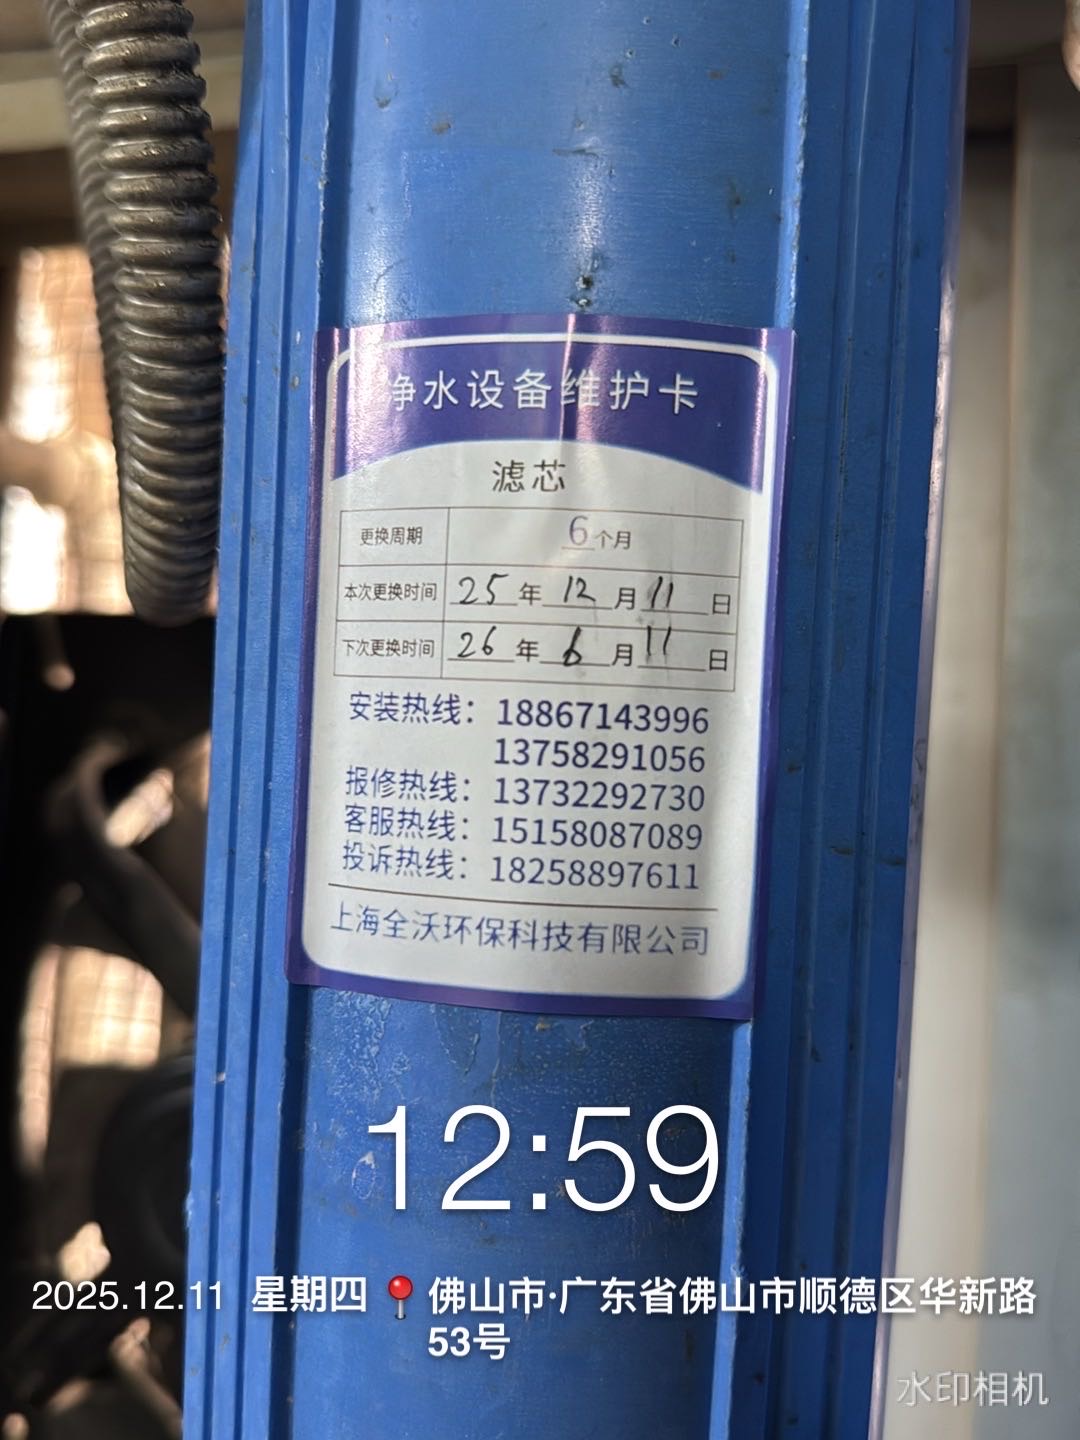 净水设备维护卡
滤芯
更换周期 6个月
本次更换时间 25年12月11日
下次更换时间 26年6月11日
安装热线：18867143996
13758291056
报修热线：13732292730
客服热线：15158087089
投诉热线：18258897611
上海全沃环保科技有限公司
12:59
2025.12.11 星期四 📍佛山市·广东省佛山市顺德区华新路
53号
水印相机